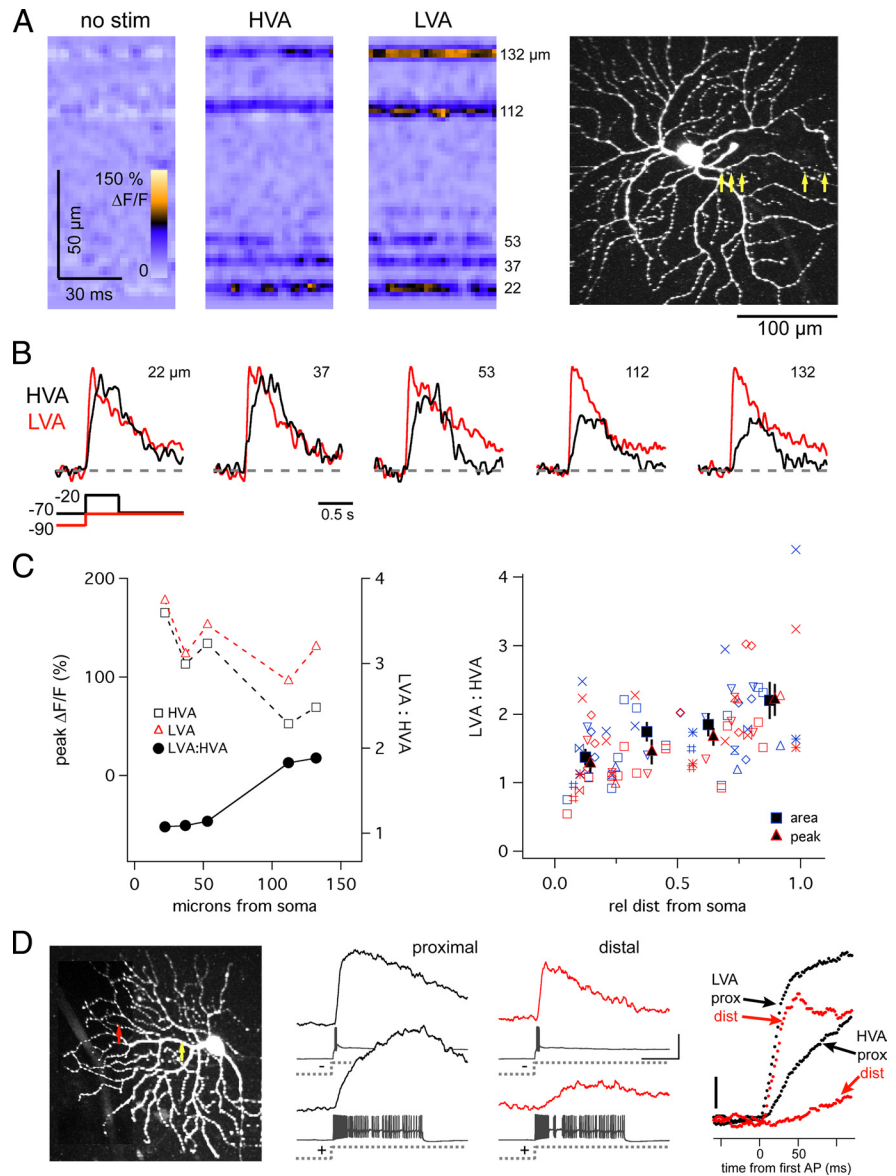 A
no stim
HVA
LVA
132 µm
112
53
37
22
150 %
ΔF/F
0
50 µm
30 ms
100 µm
B
HVA
LVA
22 µm
37
53
112
132
-20
-70
-90
0.5 s
C
200
100
0
peak ΔF/F (%)
4
3
2
1
LVA : HVA
HVA
LVA
LVA:HVA
0
50
100
150
microns from soma
4
3
2
1
0
LVA : HVA
area
peak
0.0
0.5
1.0
rel dist from soma
D
proximal
distal
-
-
+
+
LVA
prox
dist
HVA
prox
dist
0
50
time from first AP (ms)